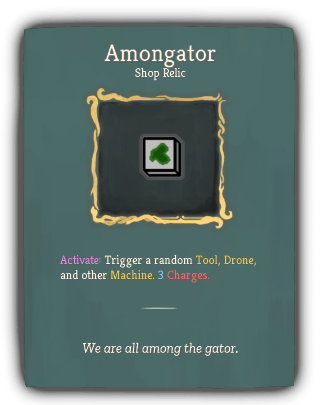 Amongator
Shop Relic
Activate: Trigger a random Tool, Drone,
and other Machine. 3 Charges.
We are all among the gator.